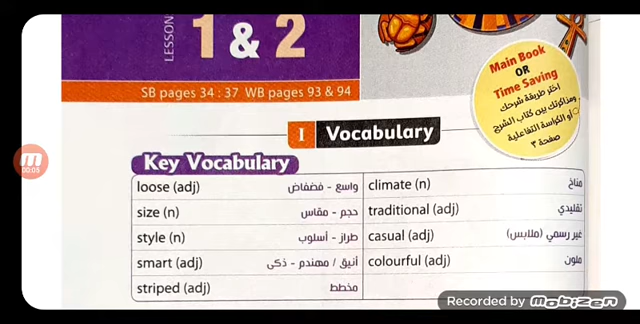 LESSON
1 & 2
SB pages 34 : 37 WB pages 93 & 94
Main Book
OR
Time Saving
اختر طريقة شرحك
ومذاكرتك بين كتاب الشرح
أو الكراسة التفاعلية
صفحة ٣
I Vocabulary
Key Vocabulary
loose (adj) واسع - فضفاض climate (n) مناخ
size (n) حجم - مقاس traditional (adj) تقليدي
style (n) طراز - أسلوب casual (adj) غير رسمي (ملابس)
smart (adj) أنيق / مهندم - ذكى colourful (adj) ملون
striped (adj) مخطط
M
00:05
Recorded by Mobizen